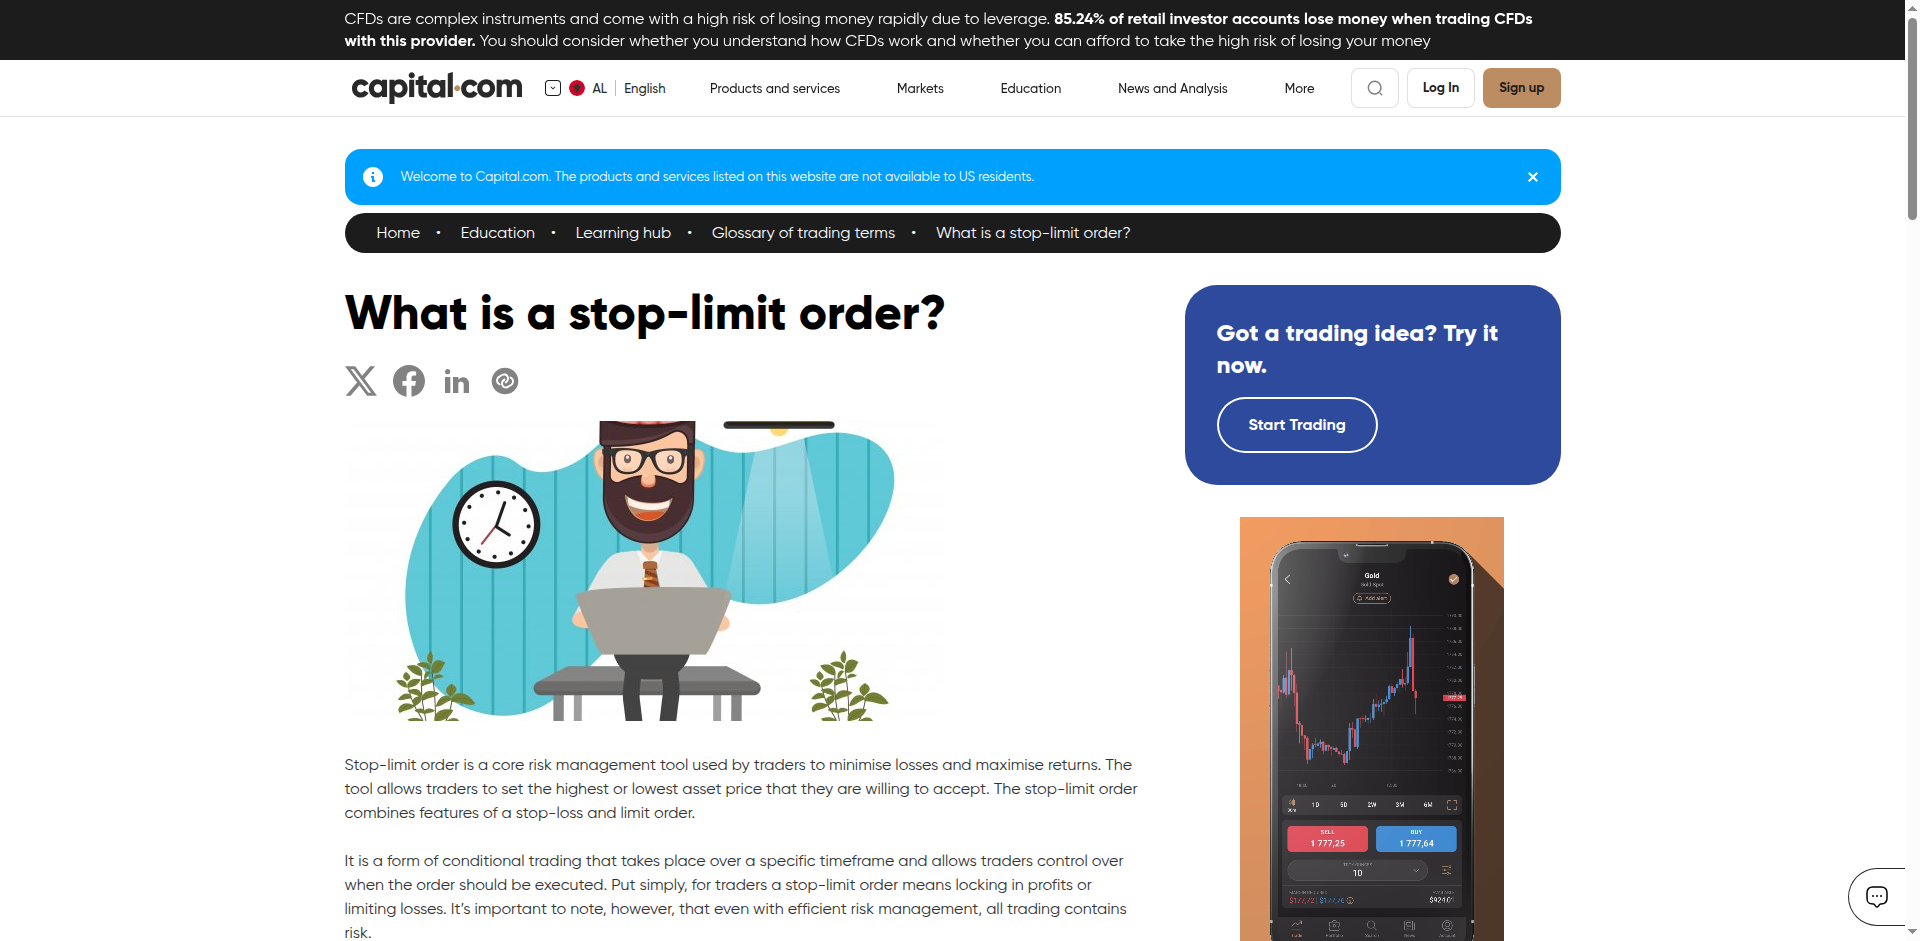 CFDs are complex instruments and come with a high risk of losing money rapidly due to leverage. 85.24% of retail investor accounts lose money when trading CFDs
with this provider. You should consider whether you understand how CFDs work and whether you can afford to take the high risk of losing your money
capital.com
AL English
Products and services
Markets
Education
News and Analysis
More
Log In
Sign up
Welcome to Capital.com. The products and services listed on this website are not available to US residents.
Home • Education • Learning hub • Glossary of trading terms • What is a stop-limit order?
What is a stop-limit order?
Stop-limit order is a core risk management tool used by traders to minimise losses and maximise returns. The
tool allows traders to set the highest or lowest asset price that they are willing to accept. The stop-limit order
combines features of a stop-loss and limit order.
It is a form of conditional trading that takes place over a specific timeframe and allows traders control over
when the order should be executed. Put simply, for traders a stop-limit order means locking in profits or
limiting losses. It’s important to note, however, that even with efficient risk management, all trading contains
risk.
Got a trading idea? Try it
now.
Start Trading
Gold
Gold Spot
Add alert
1D 5D 2W 3M 6M
SELL
1 777,25
BUY
1 777,64
10
$924.01